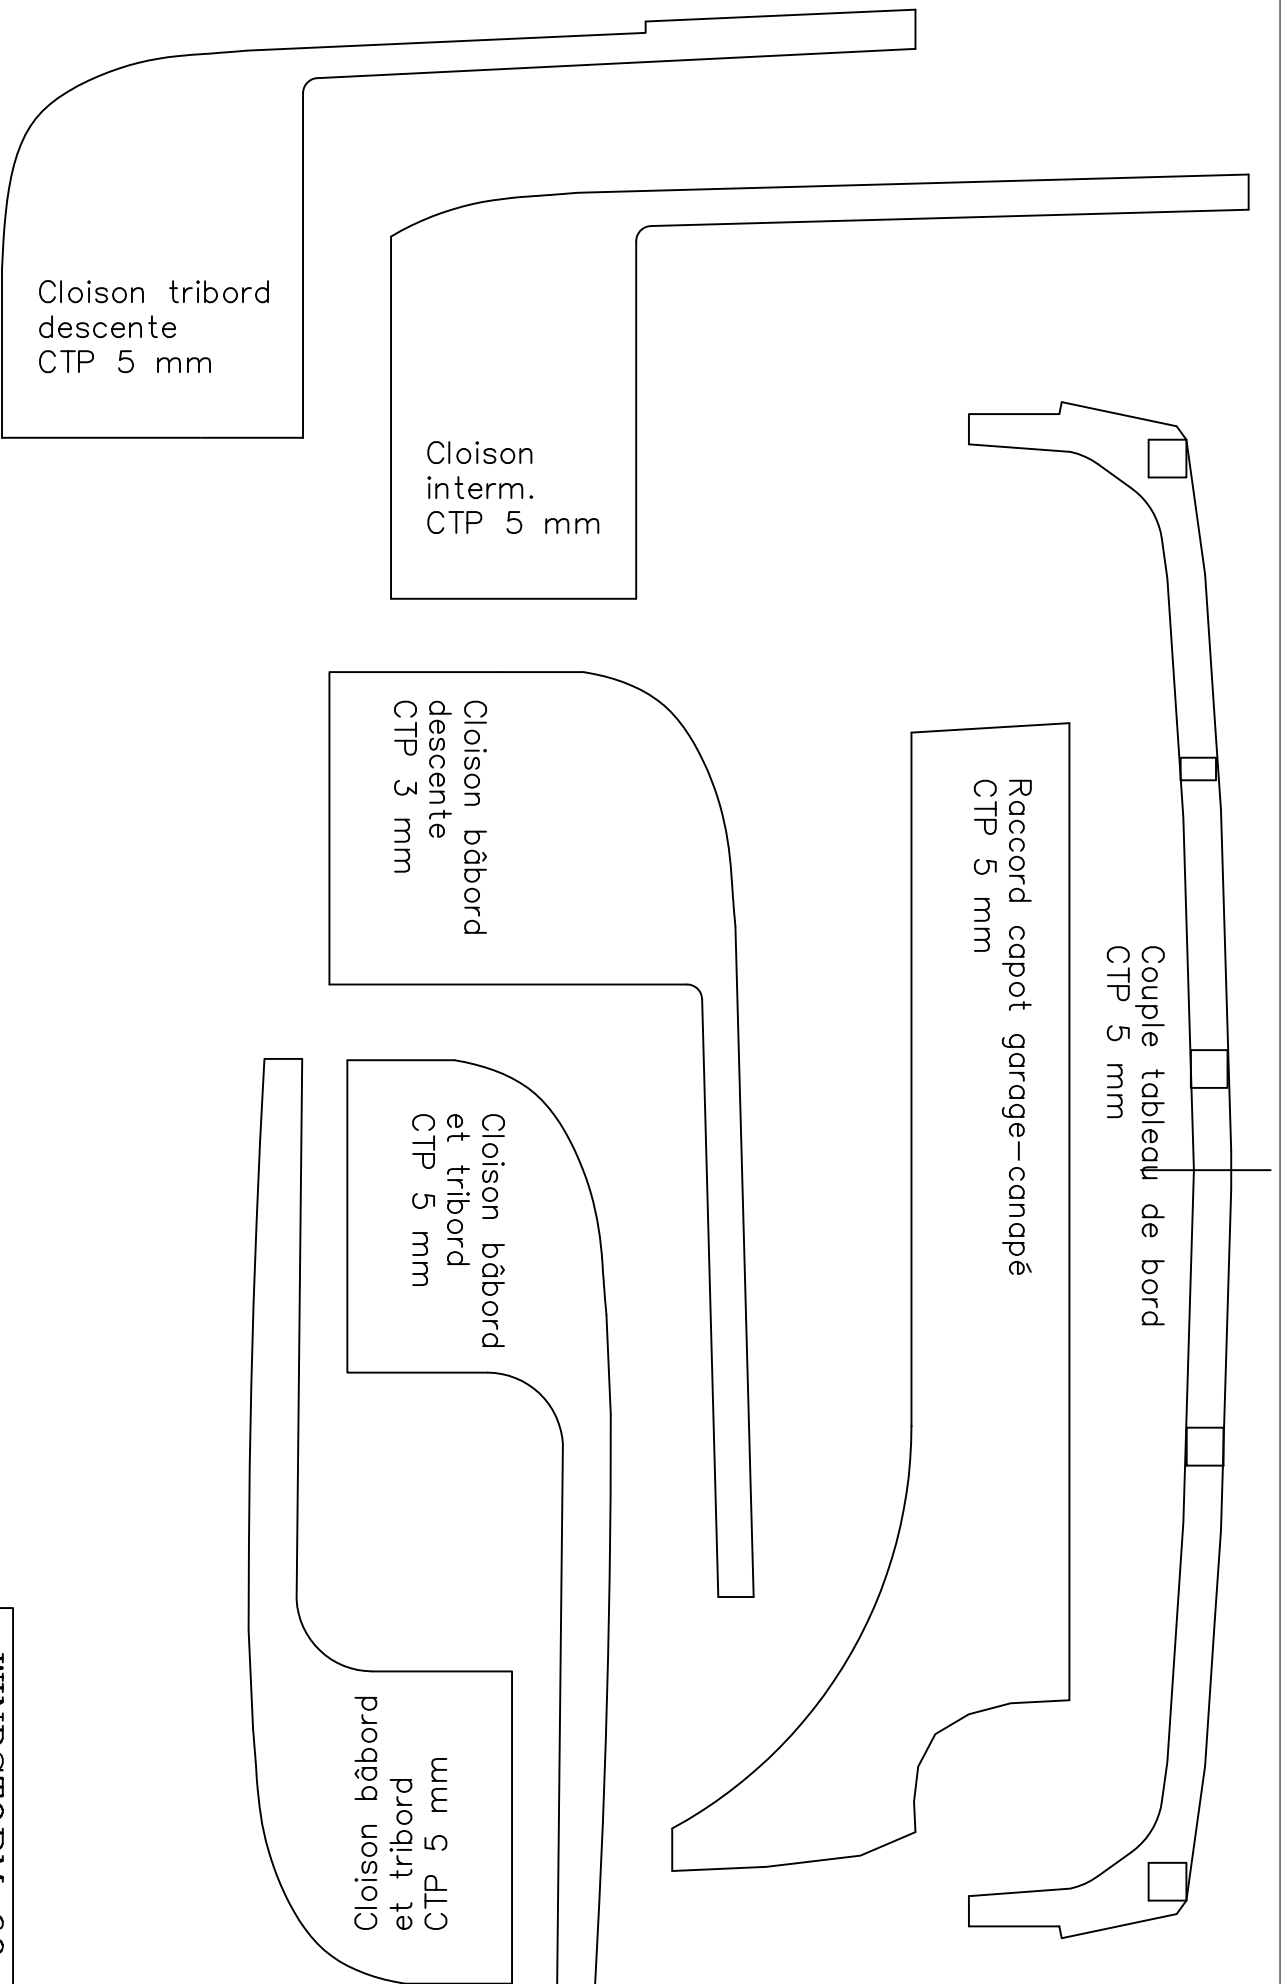 Cloison tribord
descente
CTP 5 mm
Cloison
interm.
CTP 5 mm
Cloison bâbord
descente
CTP 3 mm
Raccord capot garage-canapé
CTP 5 mm
Couple tableau de bord
CTP 5 mm
Cloison bâbord
et tribord
CTP 5 mm
Cloison bâbord
et tribord
CTP 5 mm